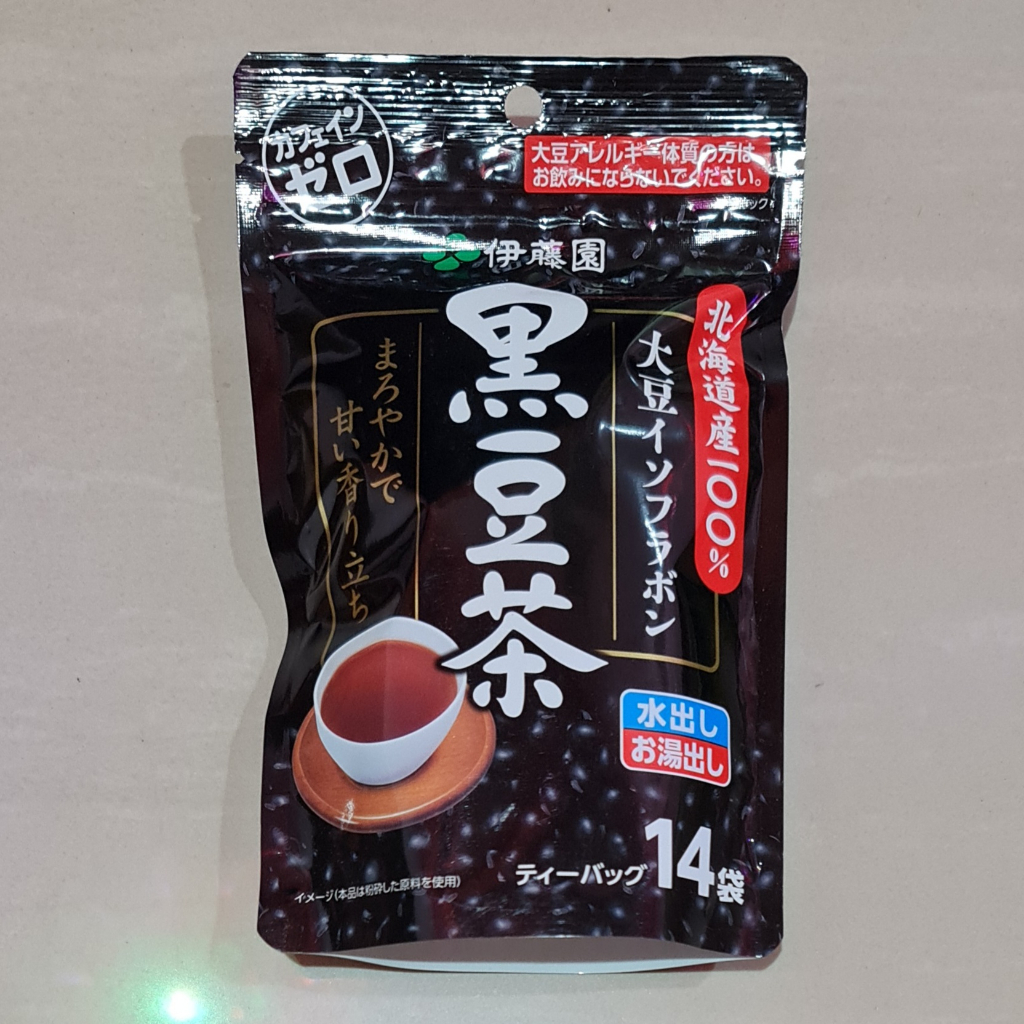 カフェイン
ゼロ
大豆アレルギー体質の方は、
お飲みにならないでください。
伊藤園
北海道産一〇〇%
大豆イソフラボン
黒豆茶
まろやかで
甘い香り立ち
水出し
お湯出し
ティーバッグ14袋
イメージ(本品は粉砕した原料を使用)